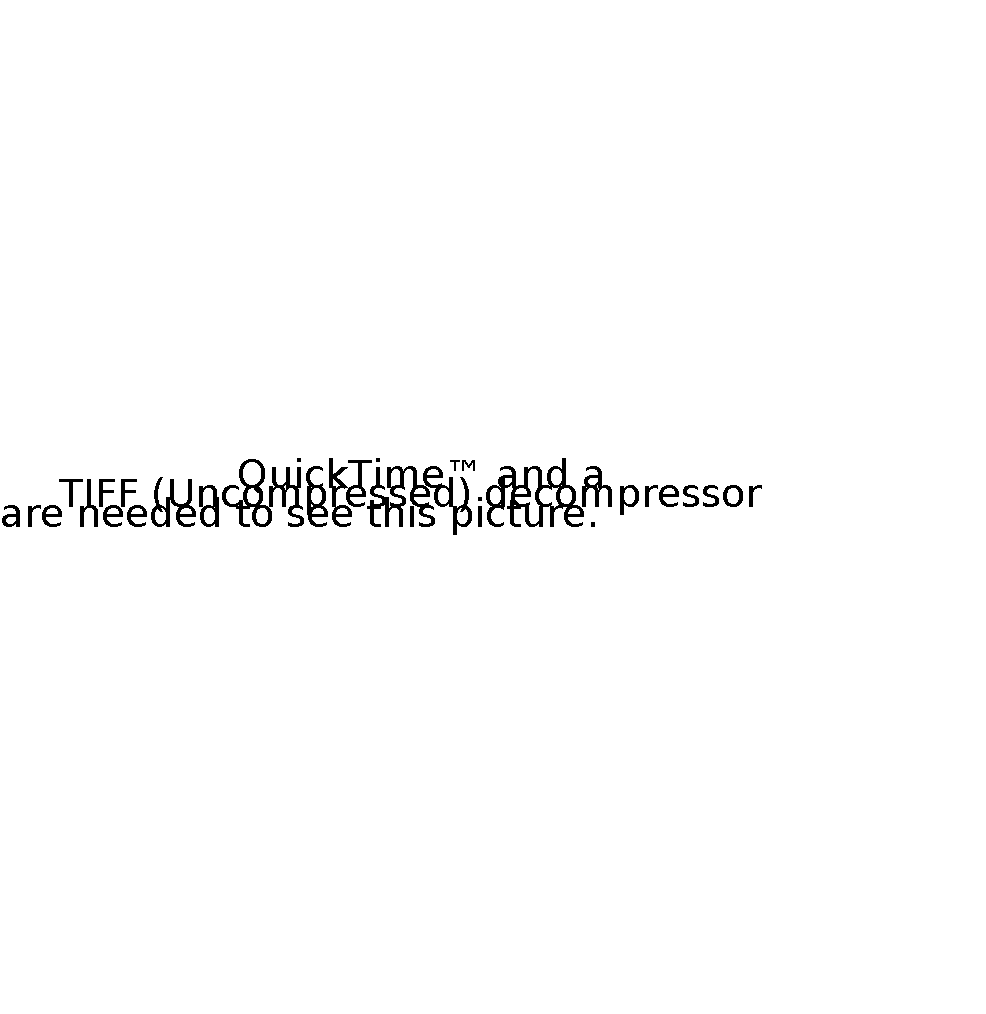 QuickTime™ and a
TIFF (Uncompressed) decompressor
are needed to see this picture.